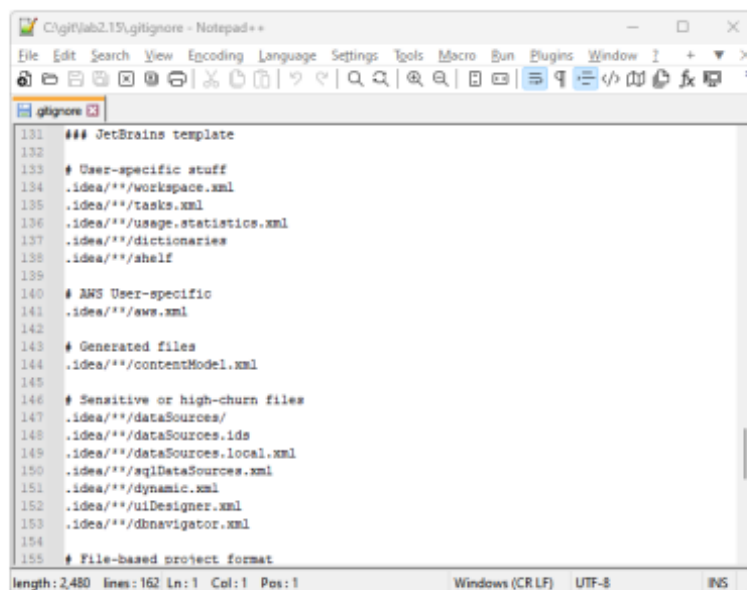 C:\git\lab2.15\.gitignore - Notepad++
File Edit Search View Encoding Language Settings Tools Macro Run Plugins Window ? + ▼ X
.gitignore
131 ### JetBrains template
132
133 # User-specific stuff
134 .idea/**/workspace.xml
135 .idea/**/tasks.xml
136 .idea/**/usage.statistics.xml
137 .idea/**/dictionaries
138 .idea/**/shelf
139
140 # AWS User-specific
141 .idea/**/aws.xml
142
143 # Generated files
144 .idea/**/contentModel.xml
145
146 # Sensitive or high-churn files
147 .idea/**/dataSources/
148 .idea/**/dataSources.ids
149 .idea/**/dataSources.local.xml
150 .idea/**/sqlDataSources.xml
151 .idea/**/dynamic.xml
152 .idea/**/uiDesigner.xml
153 .idea/**/dbnavigator.xml
154
155 # File-based project format
length : 2,480 lines : 162 Ln : 1 Col : 1 Pos : 1 Windows (CR LF) UTF-8 INS